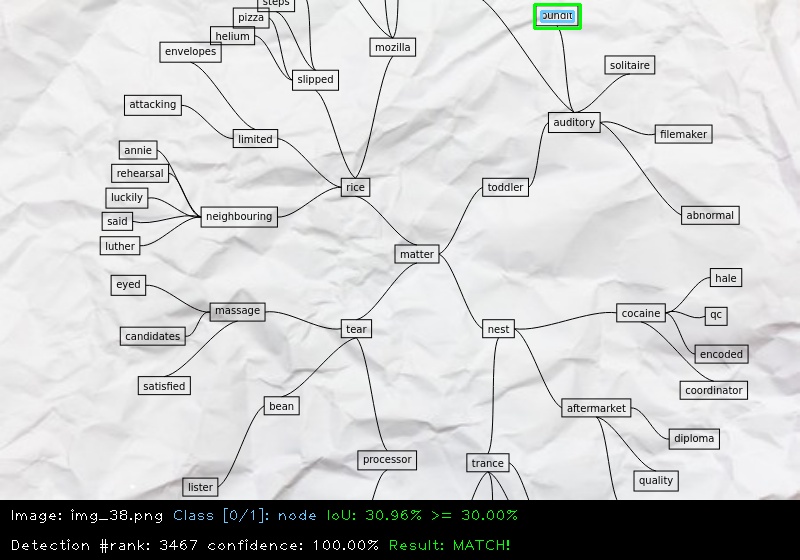 steps
pizza
pundit
helium
mozilla
envelopes
solitaire
slipped
attacking
auditory
filemaker
limited
annie
rehearsal
toddler
rice
luckily
said
neighbouring
abnormal
luther
matter
eyed
hale
massage
cocaine
qc
candidates
tear
nest
encoded
satisfied
coordinator
bean
aftermarket
diploma
processor
trance
quality
lister
Image: img_38.png Class [0/1]: node IoU: 30.96% >= 30.00%
Detection #rank: 3467 confidence: 100.00% Result: MATCH!